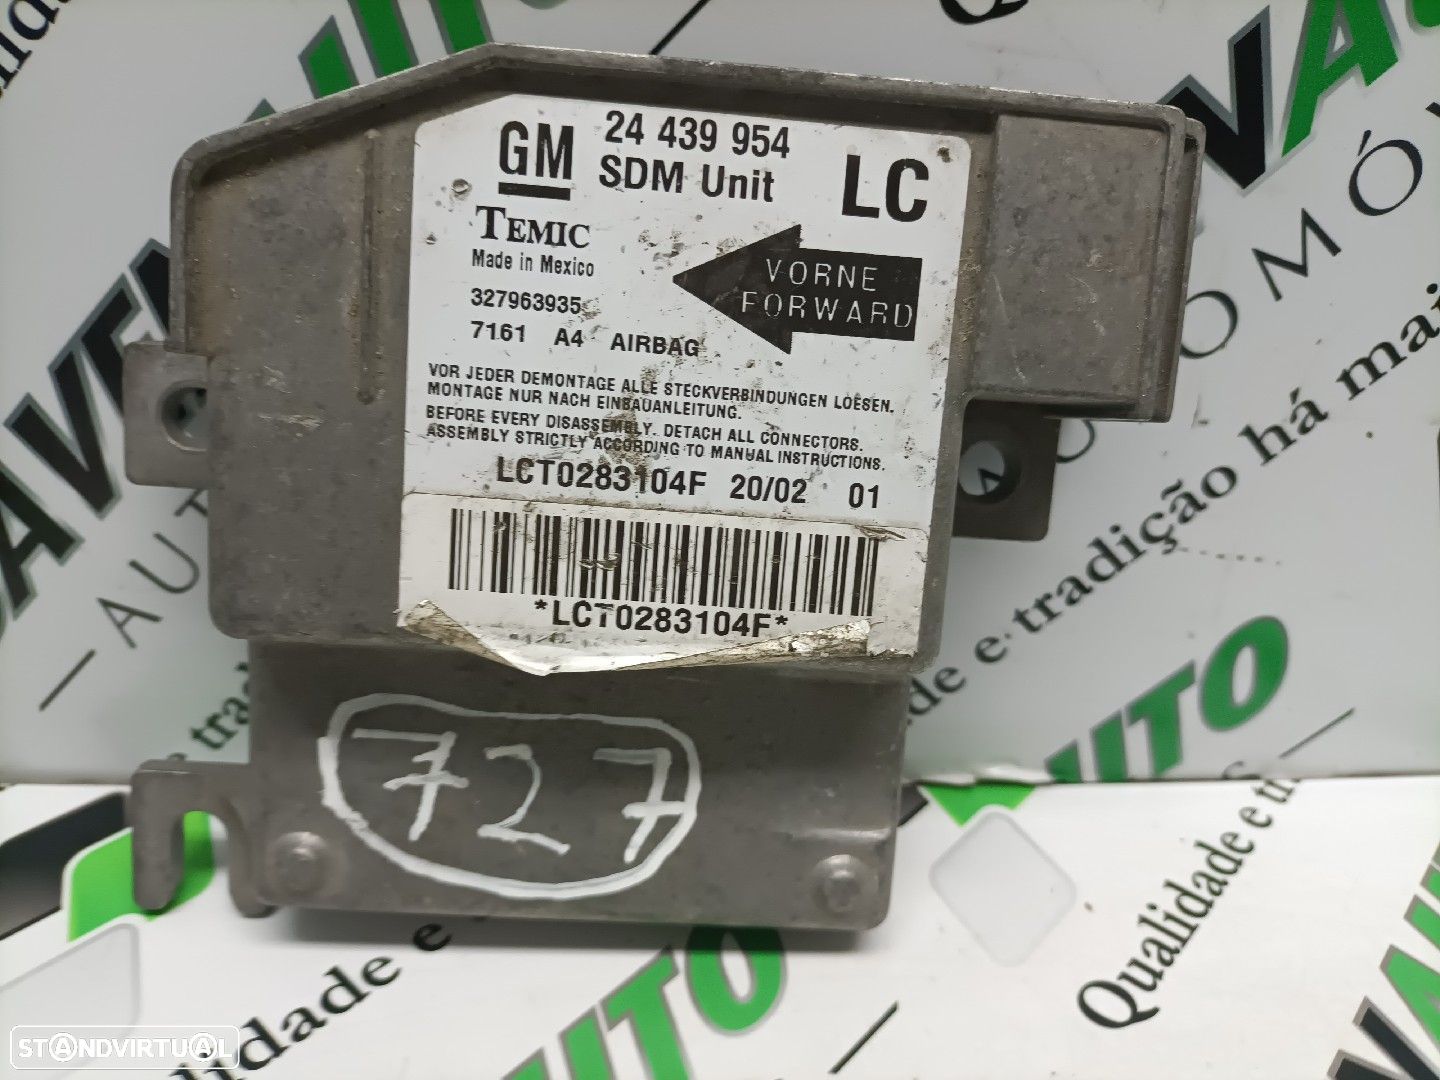 GM
24 439 954
SDM Unit
LC
TEMIC
Made in Mexico
VORNE
FORWARD
327963935
7161 A4 AIRBAG
VOR JEDER DEMONTAGE ALLE STECKVERBINDUNGEN LOESEN.
MONTAGE NUR NACH EINBAUANLEITUNG.
BEFORE EVERY DISASSEMBLY. DETACH ALL CONNECTORS.
ASSEMBLY STRICTLY ACCORDING TO MANUAL INSTRUCTIONS.
LCT0283104F 20/02 01
*LCT0283104F*
727
tradição há mais
Qualidade e
UTO
STANDVIRTUAL